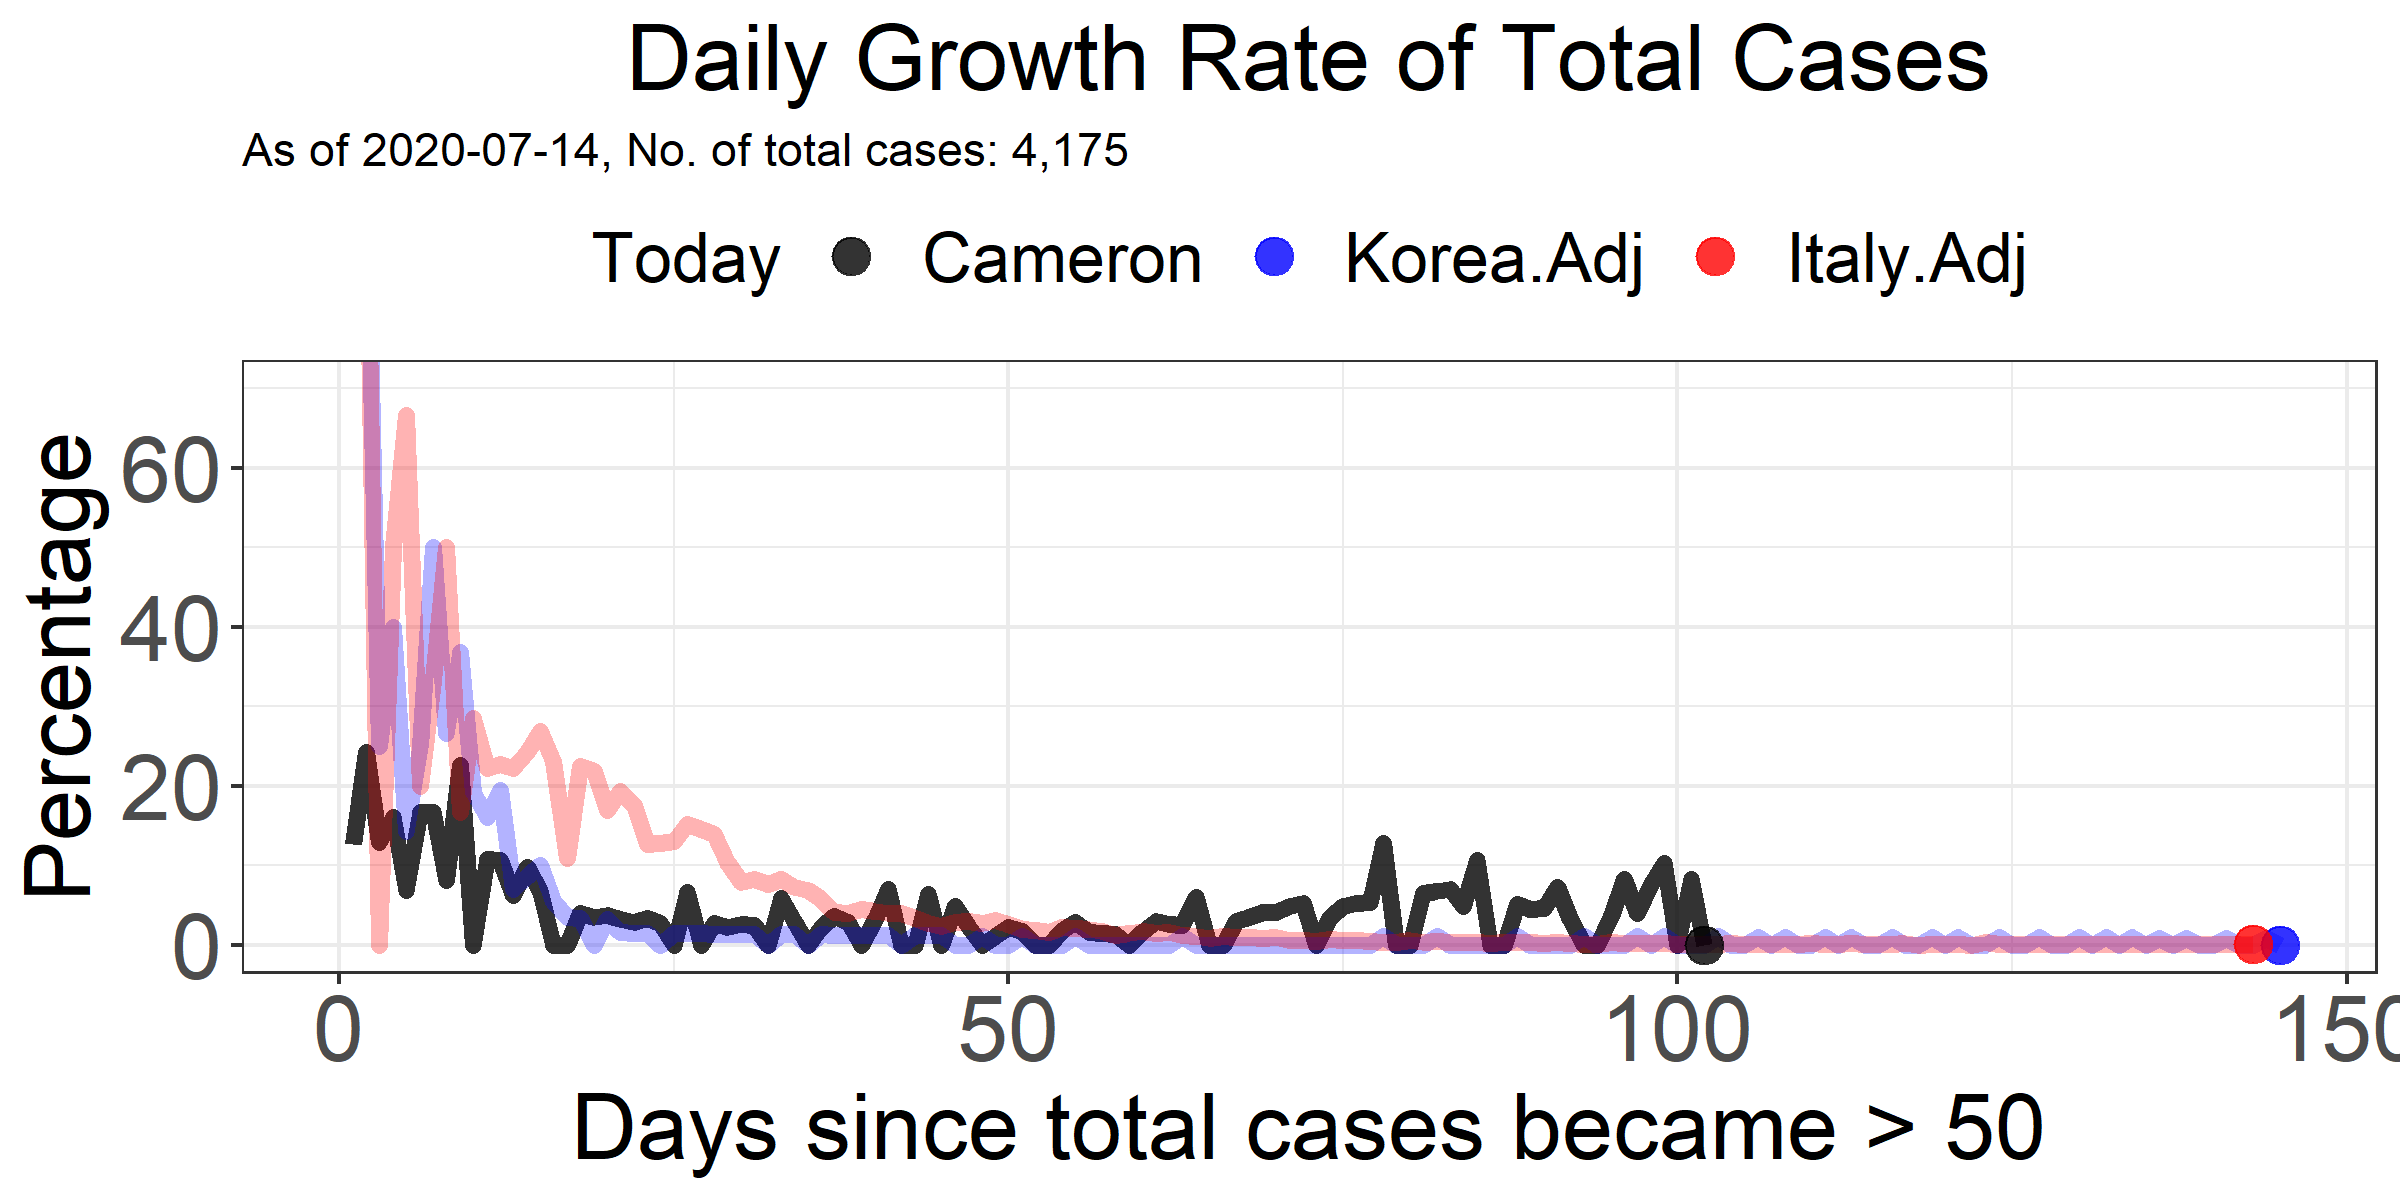 Daily Growth Rate of Total Cases
As of 2020-07-14, No. of total cases: 4,175
Today Cameron Korea.Adj Italy.Adj
Percentage
60
40
20
0
0 50 100 150
Days since total cases became > 50